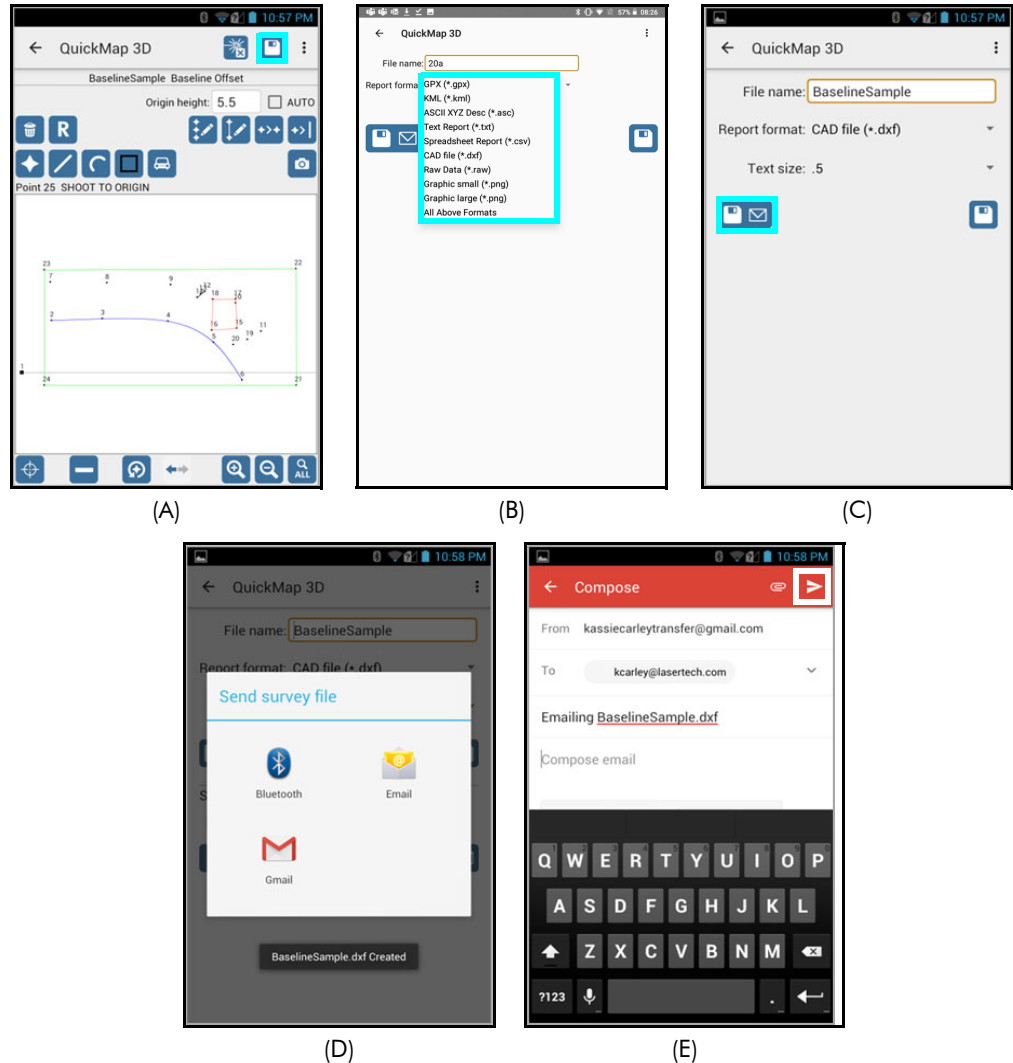 10:57 PM
QuickMap 3D
BaselineSample Baseline Offset
Origin height: 5.5 AUTO
R
Point 25 SHOOT TO ORIGIN
23 22
7 8 9 12
18 17
2 3 4
16 15 11
5 20 19
1
24 6 21
ALL
(A)
57% 08:26
QuickMap 3D
File name: 20a
Report forma GPX (*.gpx)
KML (*.kml)
ASCII XYZ Desc (*.asc)
Text Report (*.txt)
Spreadsheet Report (*.csv)
CAD file (*.dxf)
Raw Data (*.raw)
Graphic small (*.png)
Graphic large (*.png)
All Above Formats
(B)
10:57 PM
QuickMap 3D
File name: BaselineSample
Report format: CAD file (*.dxf)
Text size: .5
(C)
10:58 PM
QuickMap 3D
File name: BaselineSample
Report format: CAD file (*.dxf)
Send survey file
S
Bluetooth Email
Gmail
BaselineSample.dxf Created
(D)
10:58 PM
Compose
From kassiecarleytransfer@gmail.com
To kcarley@lasertech.com
Emailing BaselineSample.dxf
Compose email
Q W E R T Y U I O P
A S D F G H J K L
Z X C V B N M
?123 .
(E)